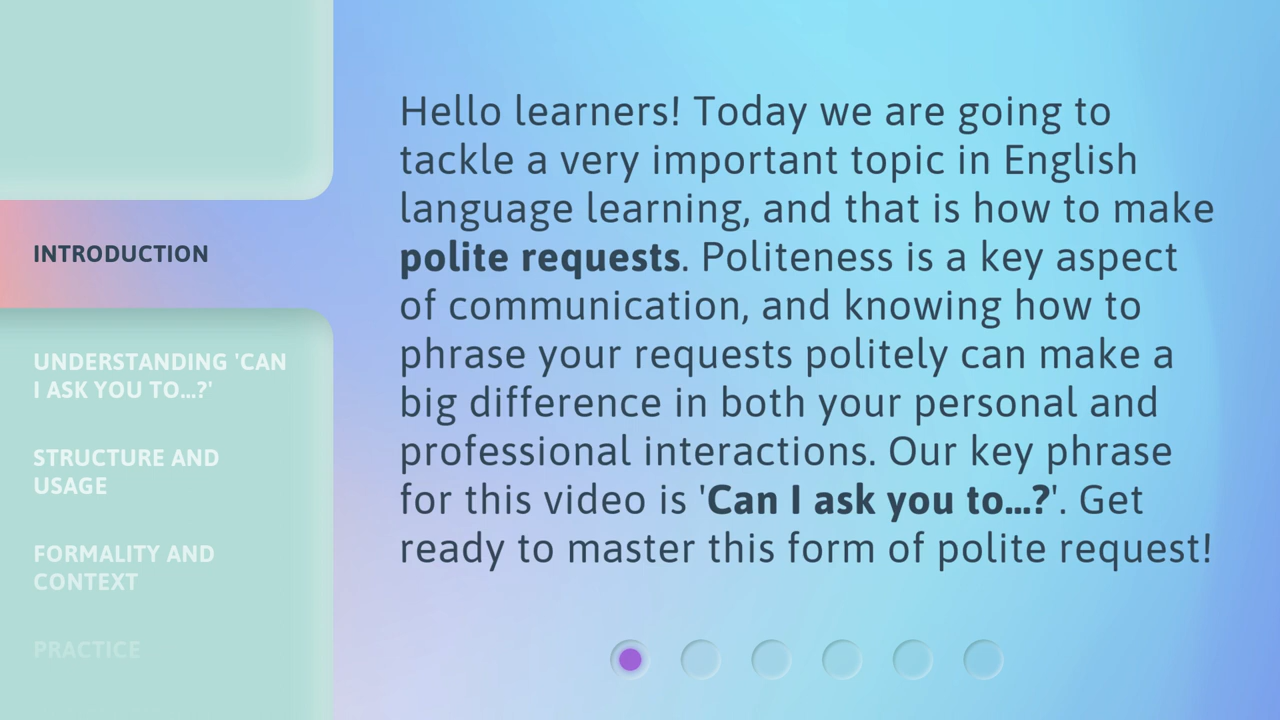 INTRODUCTION
UNDERSTANDING 'CAN
I ASK YOU TO...?'
STRUCTURE AND
USAGE
FORMALITY AND
CONTEXT
PRACTICE
Hello learners! Today we are going to
tackle a very important topic in English
language learning, and that is how to make
polite requests. Politeness is a key aspect
of communication, and knowing how to
phrase your requests politely can make a
big difference in both your personal and
professional interactions. Our key phrase
for this video is 'Can I ask you to...?'. Get
ready to master this form of polite request!